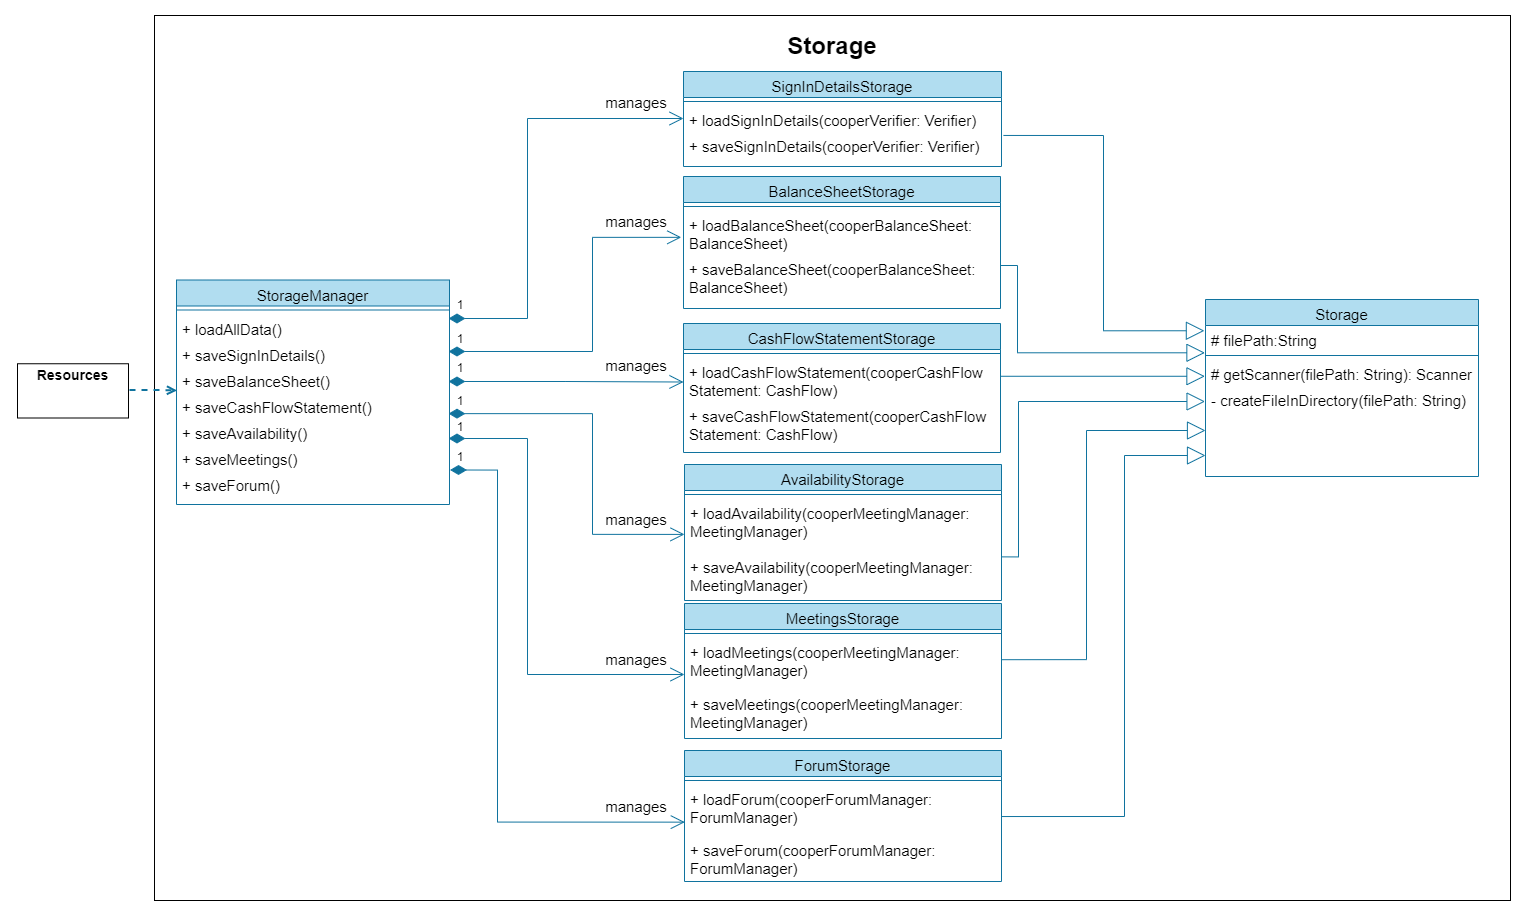 Storage
Resources
StorageManager
+ loadAllData()
+ saveSignInDetails()
+ saveBalanceSheet()
+ saveCashFlowStatement()
+ saveAvailability()
+ saveMeetings()
+ saveForum()
1
1
1
1
1
1
manages
manages
manages
manages
manages
manages
SignInDetailsStorage
+ loadSignInDetails(cooperVerifier: Verifier)
+ saveSignInDetails(cooperVerifier: Verifier)
BalanceSheetStorage
+ loadBalanceSheet(cooperBalanceSheet:
BalanceSheet)
+ saveBalanceSheet(cooperBalanceSheet:
BalanceSheet)
CashFlowStatementStorage
+ loadCashFlowStatement(cooperCashFlow
Statement: CashFlow)
+ saveCashFlowStatement(cooperCashFlow
Statement: CashFlow)
AvailabilityStorage
+ loadAvailability(cooperMeetingManager:
MeetingManager)
+ saveAvailability(cooperMeetingManager:
MeetingManager)
MeetingsStorage
+ loadMeetings(cooperMeetingManager:
MeetingManager)
+ saveMeetings(cooperMeetingManager:
MeetingManager)
ForumStorage
+ loadForum(cooperForumManager:
ForumManager)
+ saveForum(cooperForumManager:
ForumManager)
Storage
# filePath:String
# getScanner(filePath: String): Scanner
- createFileInDirectory(filePath: String)